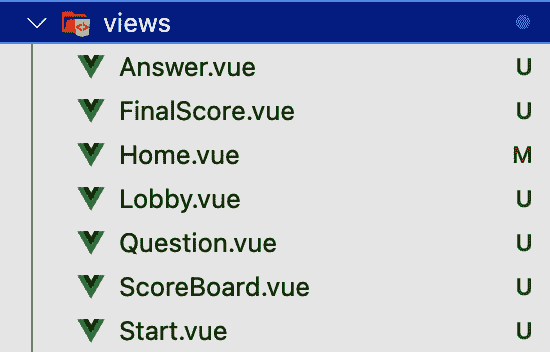 views
Answer.vue U
FinalScore.vue U
Home.vue M
Lobby.vue U
Question.vue U
ScoreBoard.vue U
Start.vue U